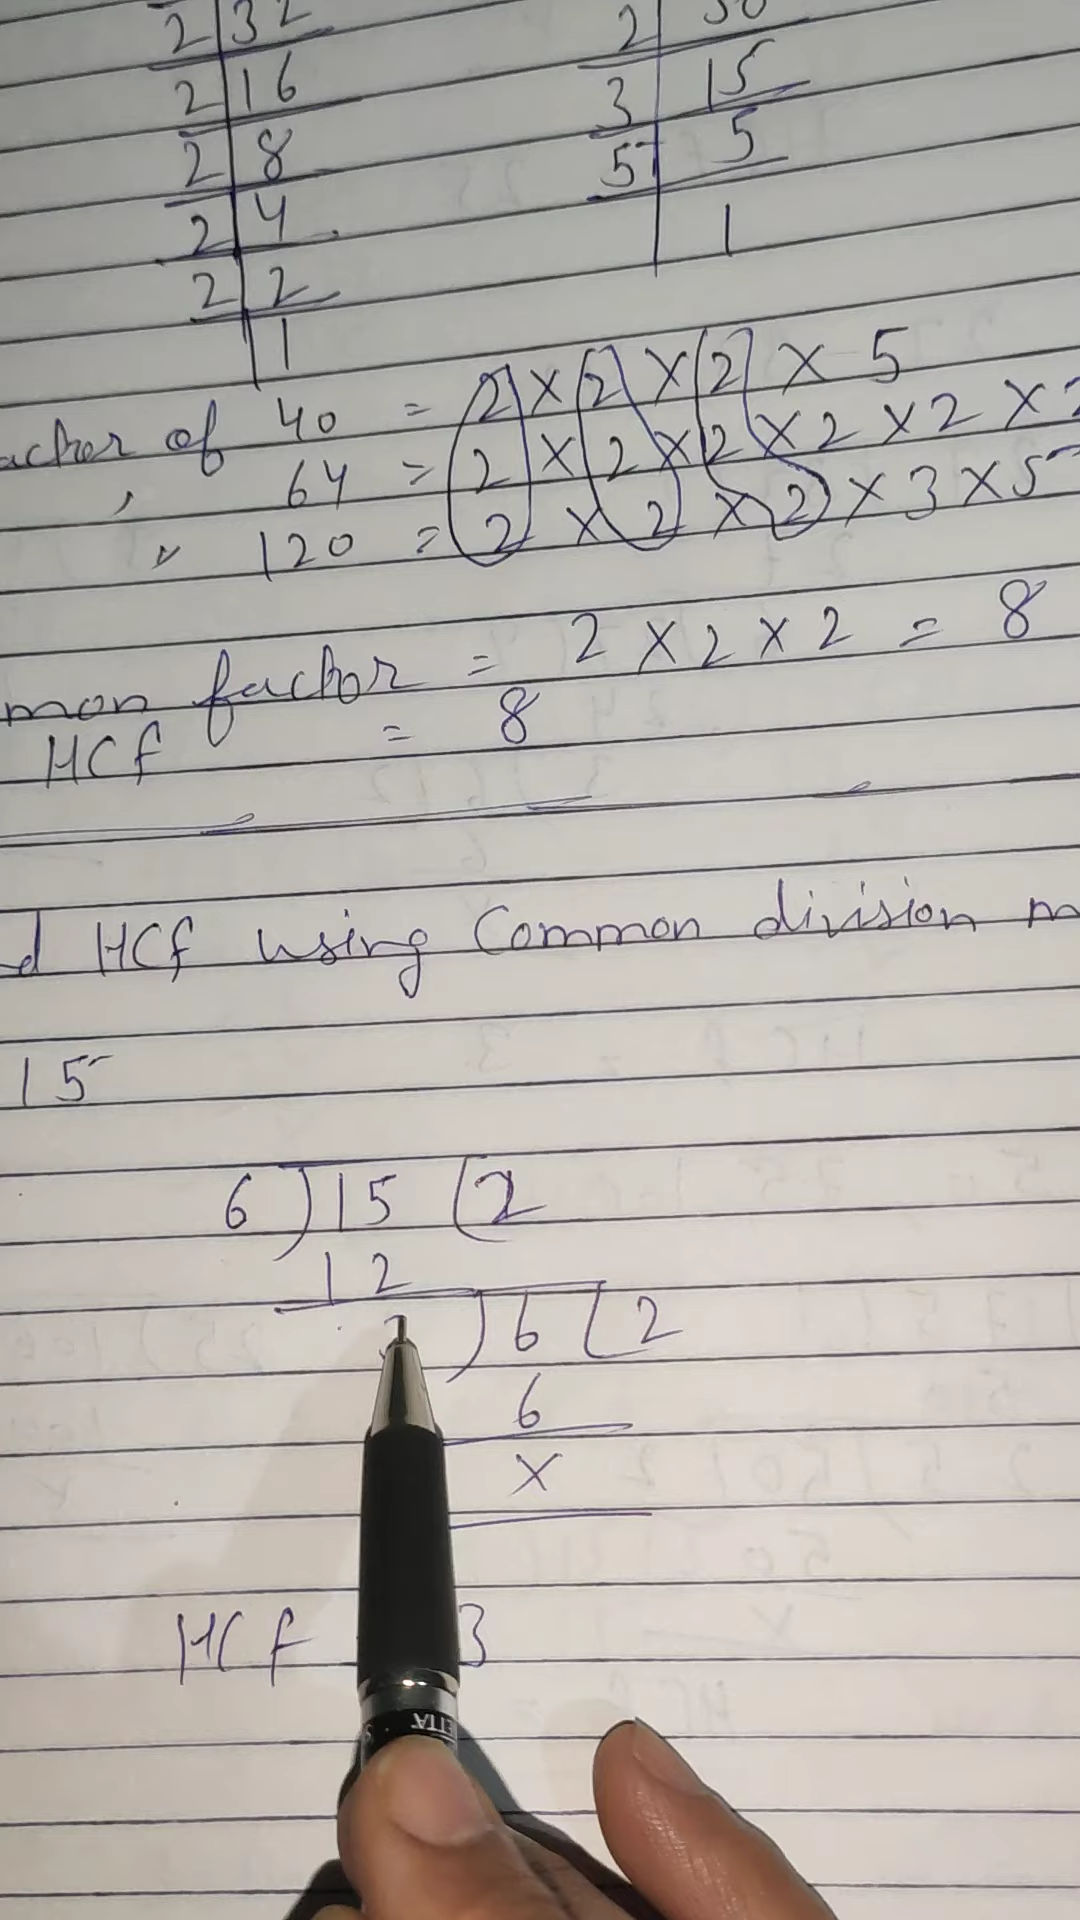 2 32 2 30
2 16 3 15
2 8 5 5
2 4 1
2 2
1
of 40 = 2 × 2 × 2 × 5
" 64 = 2 × 2 × 2 × 2 × 2 ×
" 120 = 2 × 2 × 2 × 3 × 5
factor = 2 × 2 × 2 = 8
HCf = 8
HCf using Common division
15
6 ) 15 ( 2
12
) 6 ( 2
6
×
HCf 3